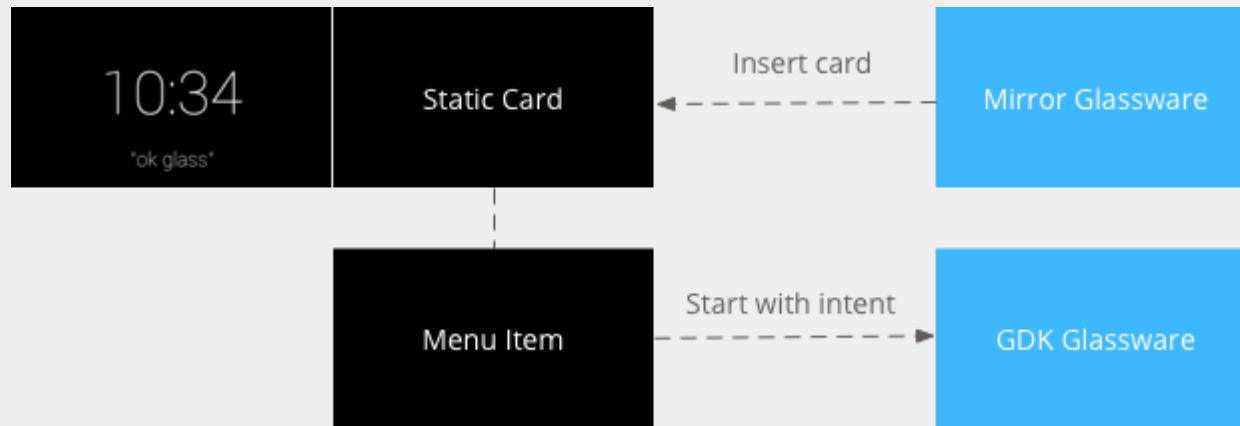 10:34
"ok glass"
Static Card
Insert card
Mirror Glassware
Menu Item
Start with intent
GDK Glassware